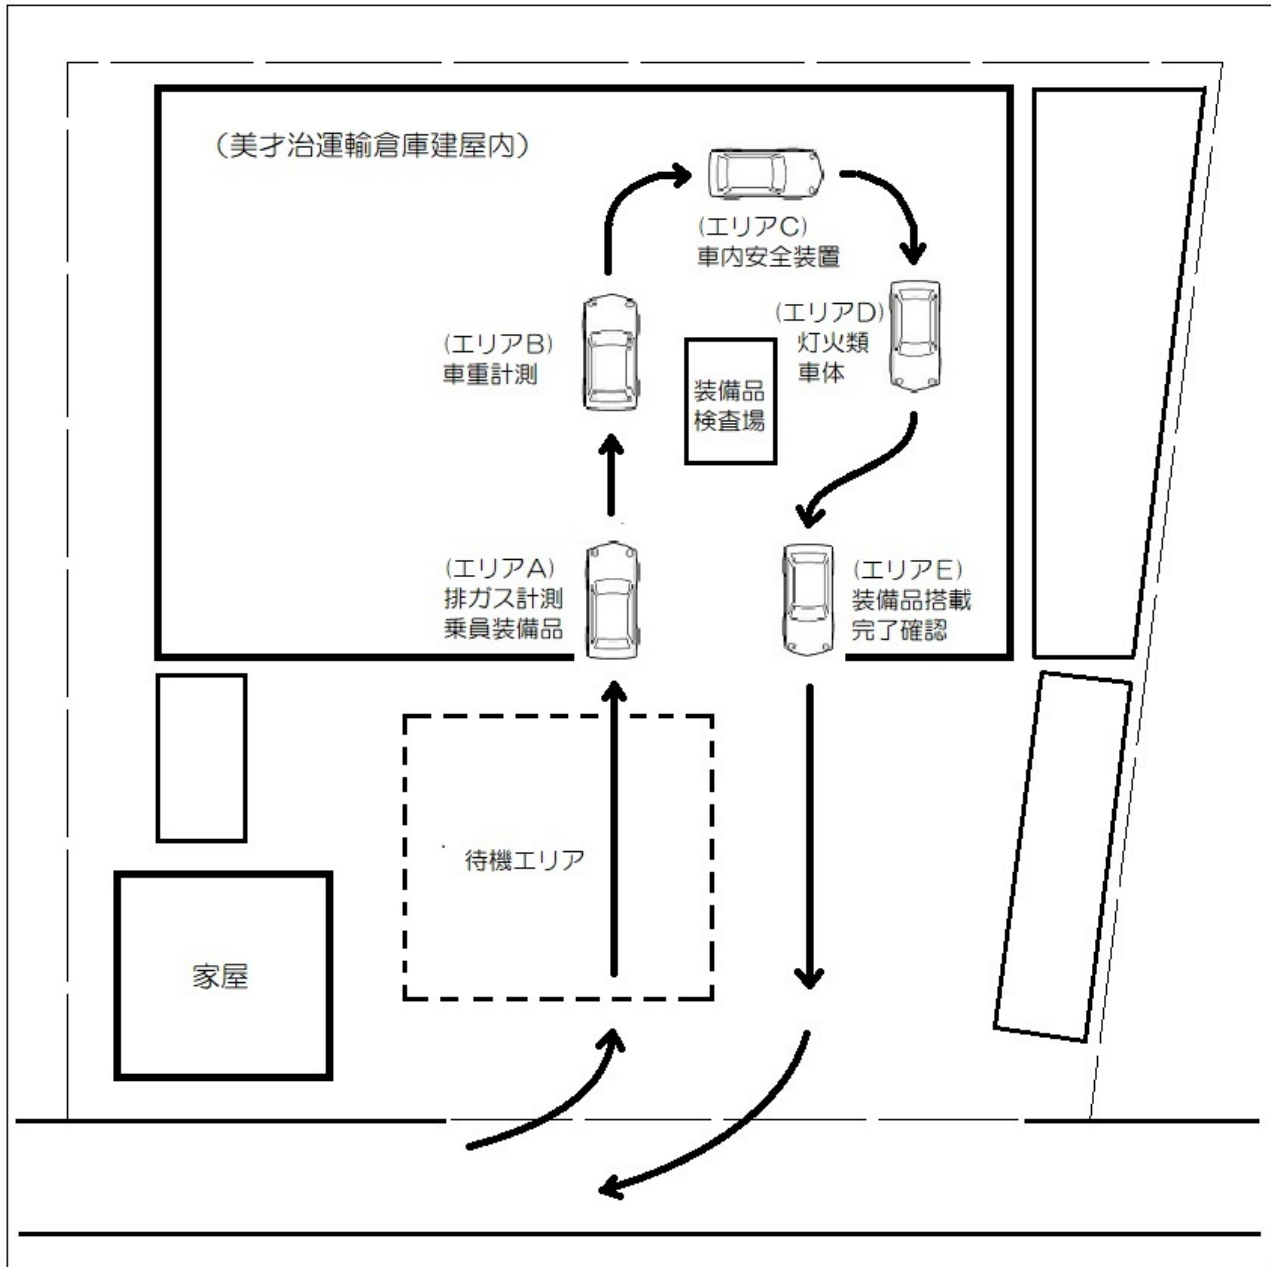 （美才治運輸倉庫建屋内）
(エリアC)
車内安全装置
(エリアD)
灯火類
車体
(エリアB)
車重計測
装備品
検査場
(エリアA)
排ガス計測
乗員装備品
(エリアE)
装備品搭載
完了確認
待機エリア
家屋